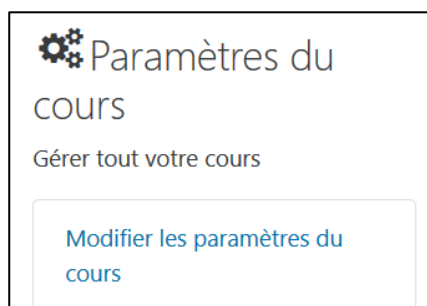 Paramètres du
cours
Gérer tout votre cours
Modifier les paramètres du
cours